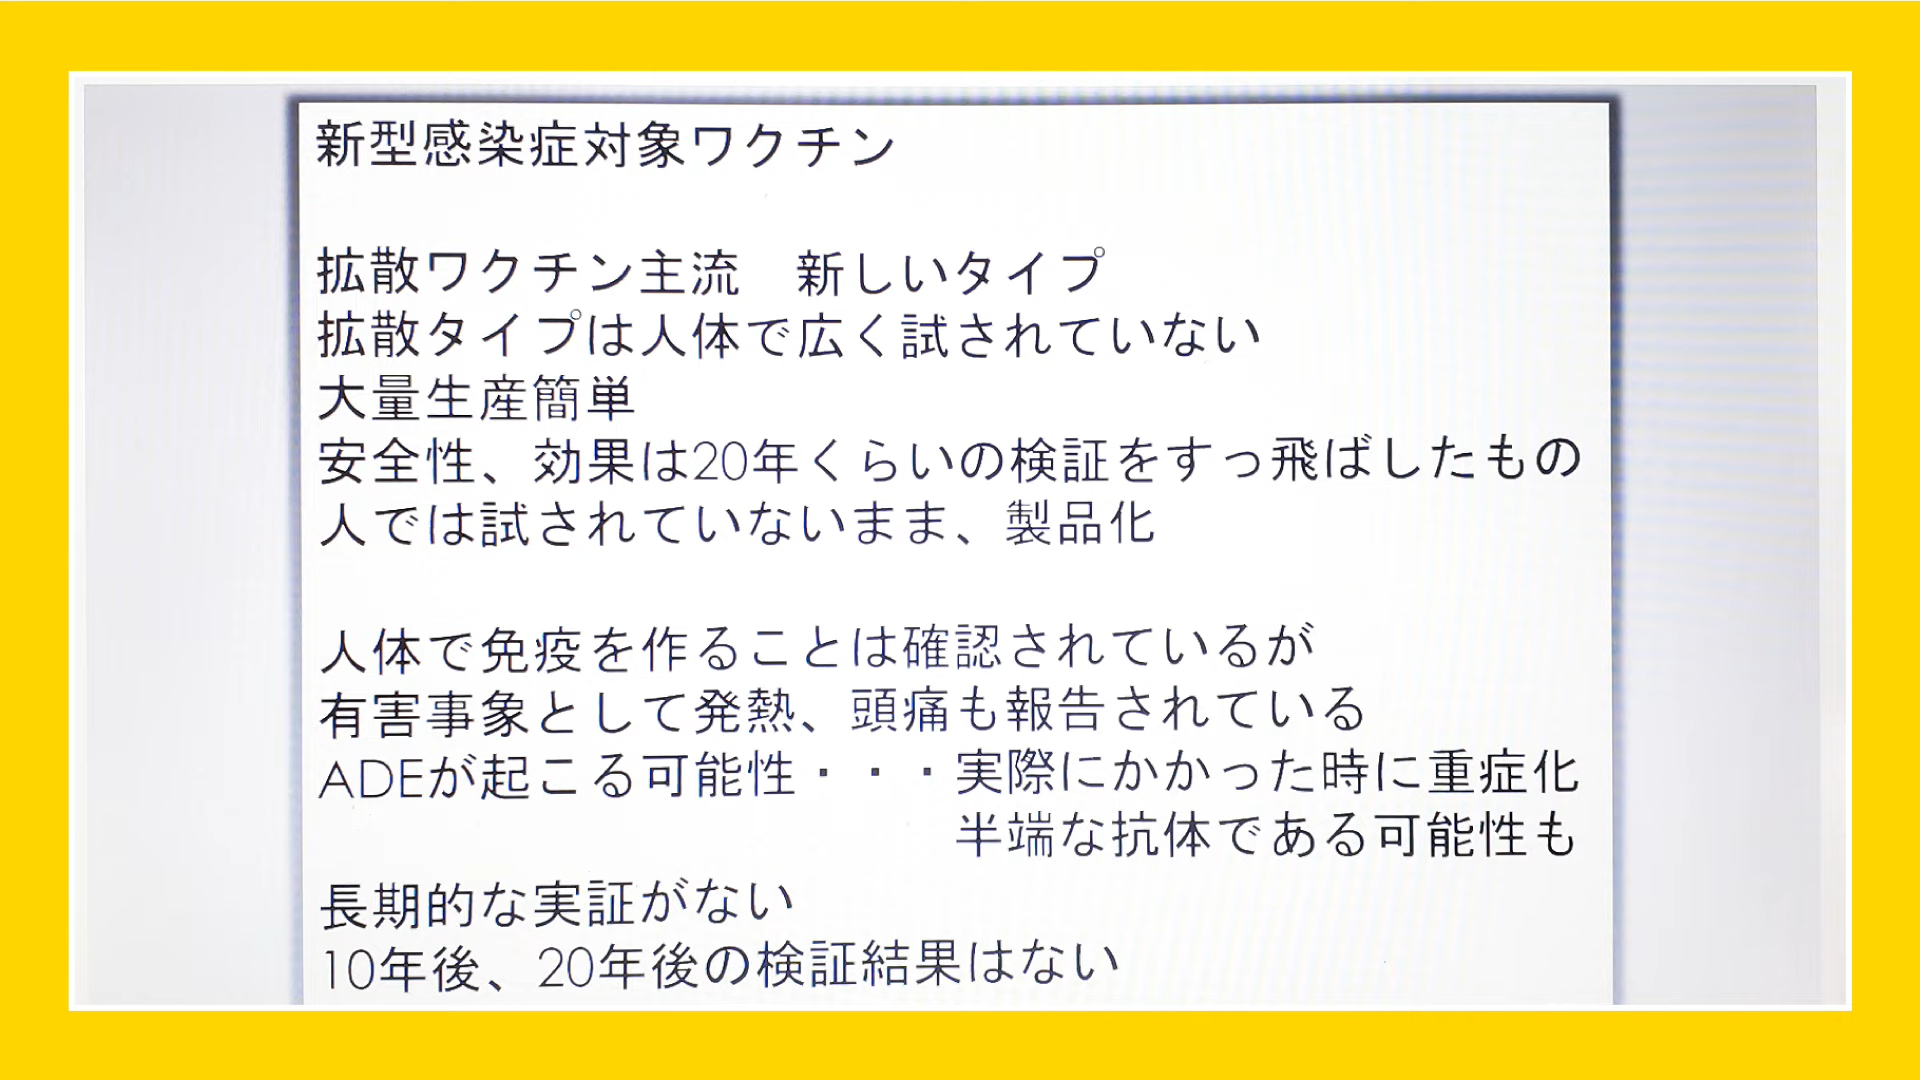 新型感染症対象ワクチン
拡散ワクチン主流　新しいタイプ
拡散タイプは人体で広く試されていない
大量生産簡単
安全性、効果は20年くらいの検証をすっ飛ばしたもの
人では試されていないまま、製品化
人体で免疫を作ることは確認されているが
有害事象として発熱、頭痛も報告されている
ADEが起こる可能性・・・実際にかかった時に重症化
半端な抗体である可能性も
長期的な実証がない
10年後、20年後の検証結果はない